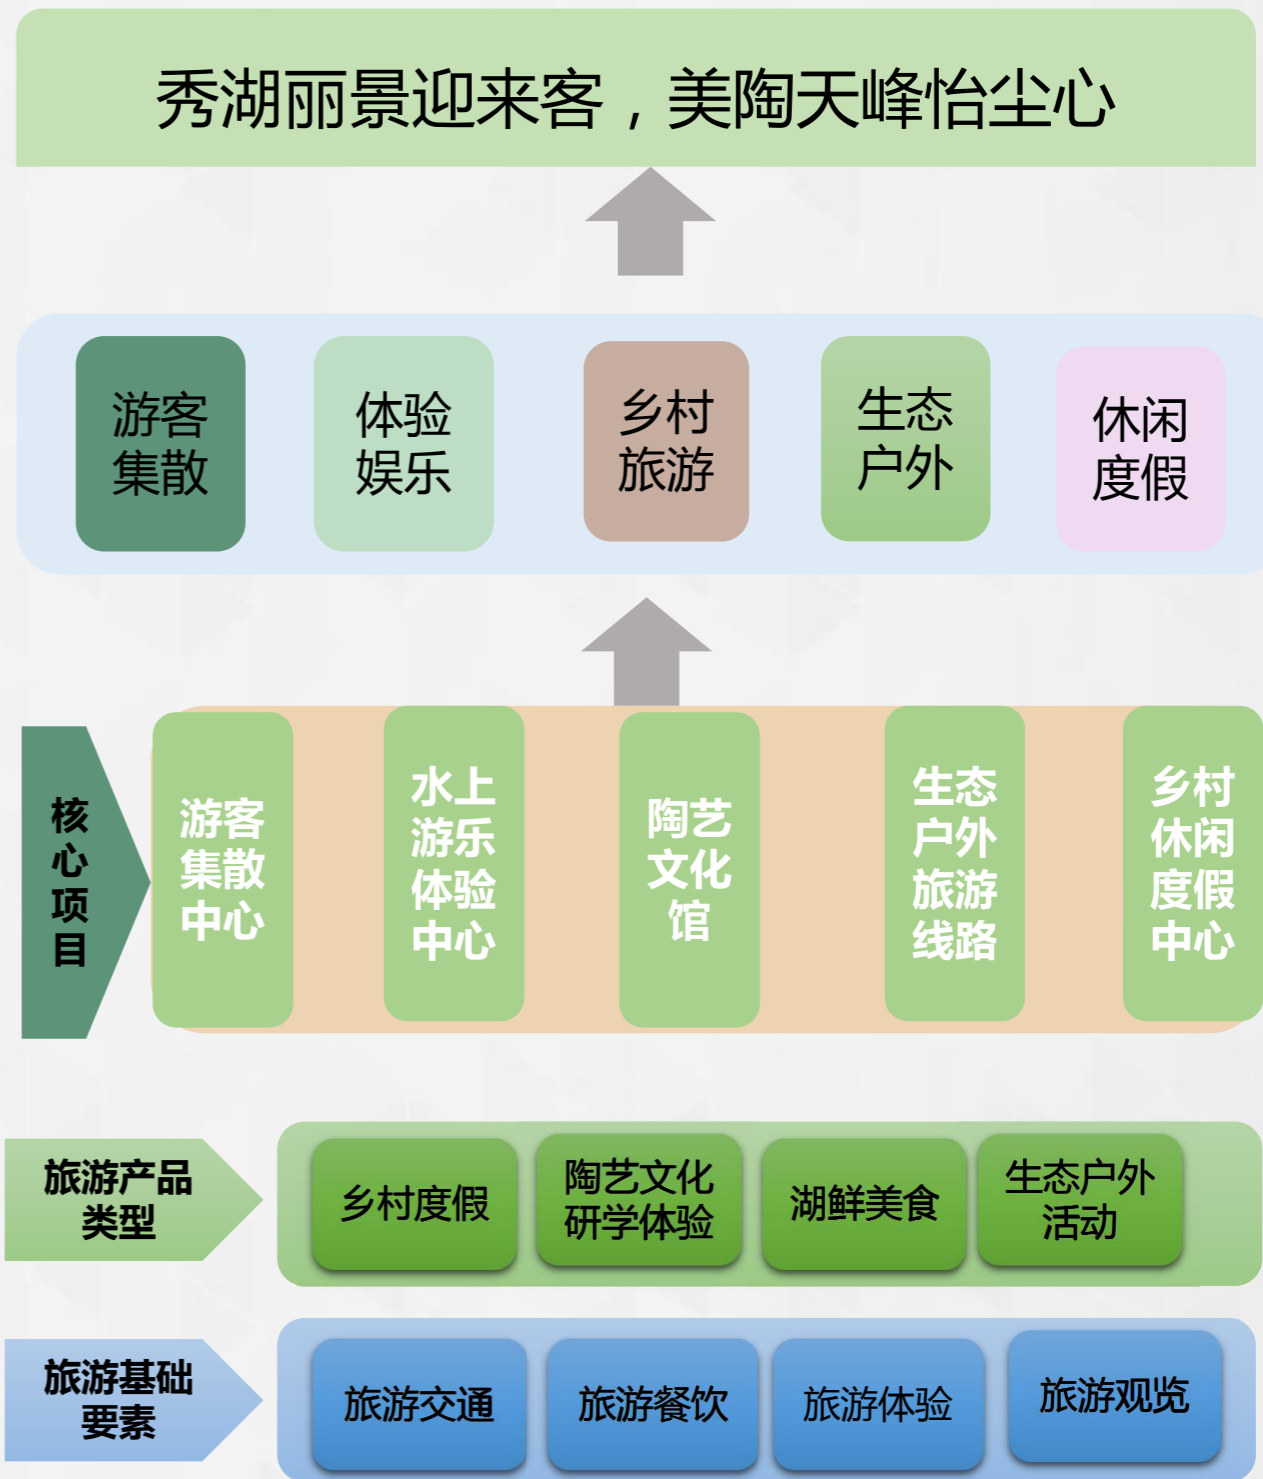 秀湖丽景迎来客，美陶天峰怡尘心
游客
集散
体验
娱乐
乡村
旅游
生态
户外
休闲
度假
核
心
项
目
游客
集散
中心
水上
游乐
体验
中心
陶艺
文化
馆
生态
户外
旅游
线路
乡村
休闲
度假
中心
旅游产品
类型
乡村度假
陶艺文化
研学体验
湖鲜美食
生态户外
活动
旅游基础
要素
旅游交通
旅游餐饮
旅游体验
旅游观览